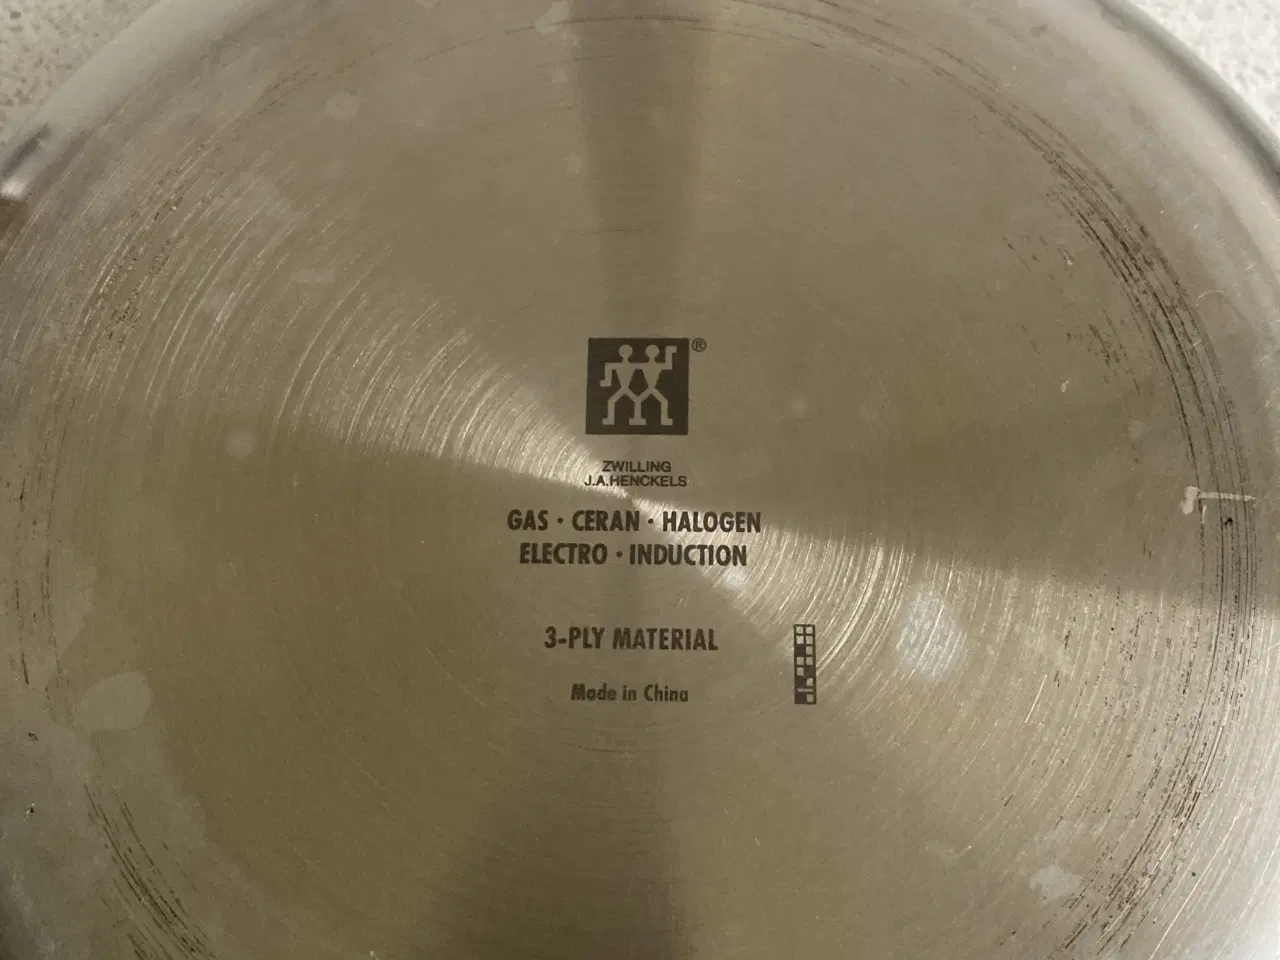 ®
ZWILLING
J.A.HENCKELS
GAS · CERAN · HALOGEN
ELECTRO · INDUCTION
3-PLY MATERIAL
Made in China